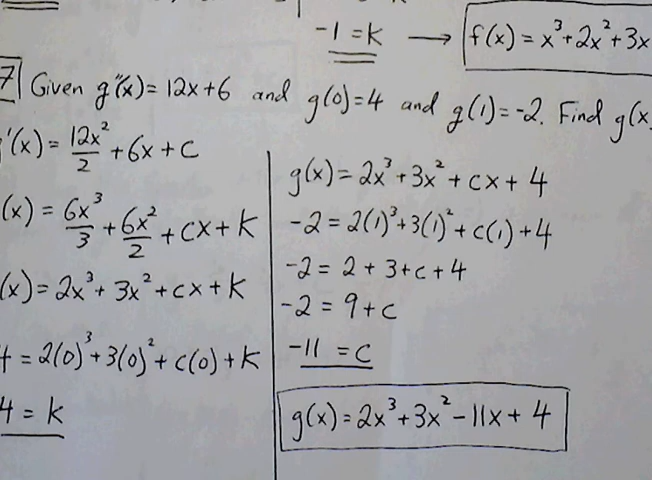 -1 = k → f(x) = x³+2x²+3x
7 Given g"(x) = 12x+6 and g(0)=4 and g(1)=-2. Find g(x
'(x) = 12x²/2 + 6x + c
(x) = 6x³/3 + 6x²/2 + cx + k
(x) = 2x³ + 3x² + cx + k
4 = 2(0)³ + 3(0)² + c(0) + k
4 = k
g(x) = 2x³ + 3x² + cx + 4
-2 = 2(1)³ + 3(1)² + c(1) + 4
-2 = 2 + 3 + c + 4
-2 = 9 + c
-11 = c
g(x) = 2x³ + 3x² - 11x + 4